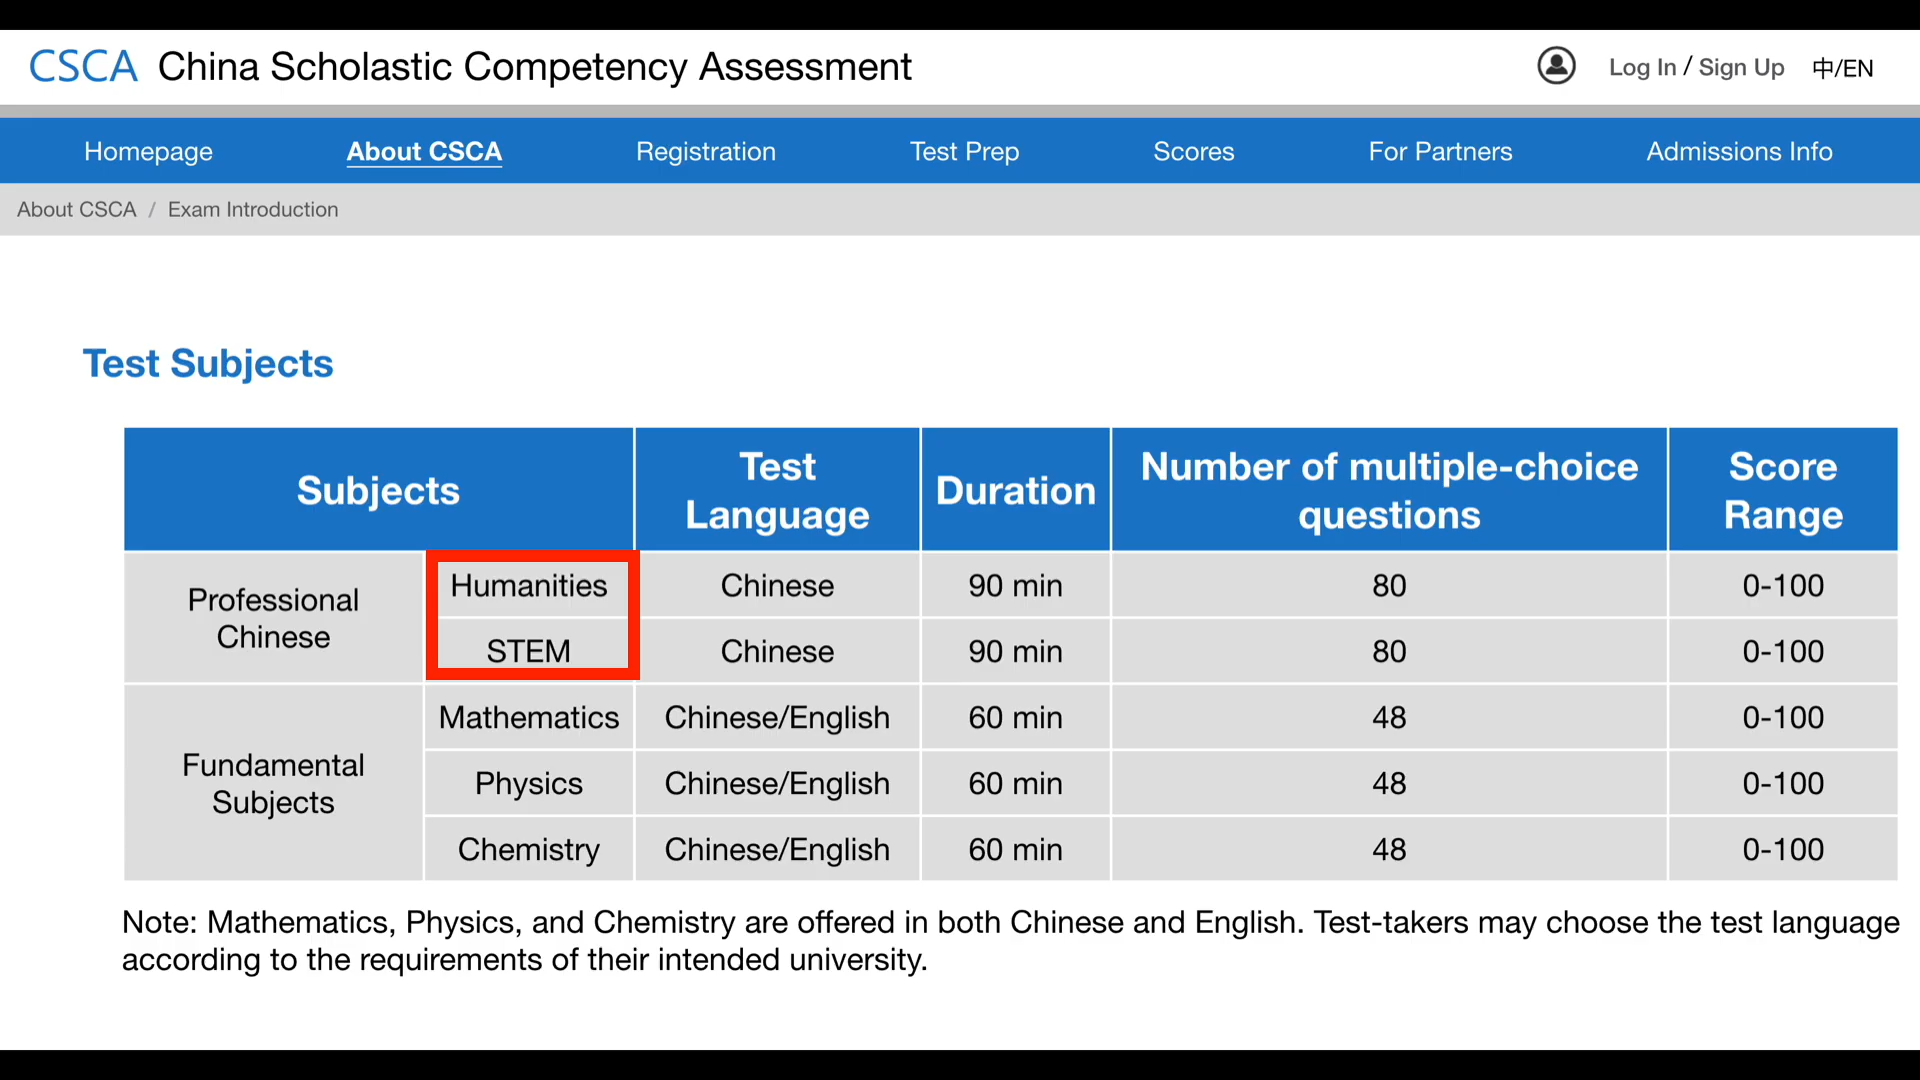 CSCA China Scholastic Competency Assessment
Log In / Sign Up 中/EN
Homepage About CSCA Registration Test Prep Scores For Partners Admissions Info
About CSCA / Exam Introduction
Test Subjects
Subjects Test Language Duration Number of multiple-choice questions Score Range
Professional Chinese Humanities Chinese 90 min 80 0-100
STEM Chinese 90 min 80 0-100
Fundamental Subjects Mathematics Chinese/English 60 min 48 0-100
Physics Chinese/English 60 min 48 0-100
Chemistry Chinese/English 60 min 48 0-100
Note: Mathematics, Physics, and Chemistry are offered in both Chinese and English. Test-takers may choose the test language
according to the requirements of their intended university.